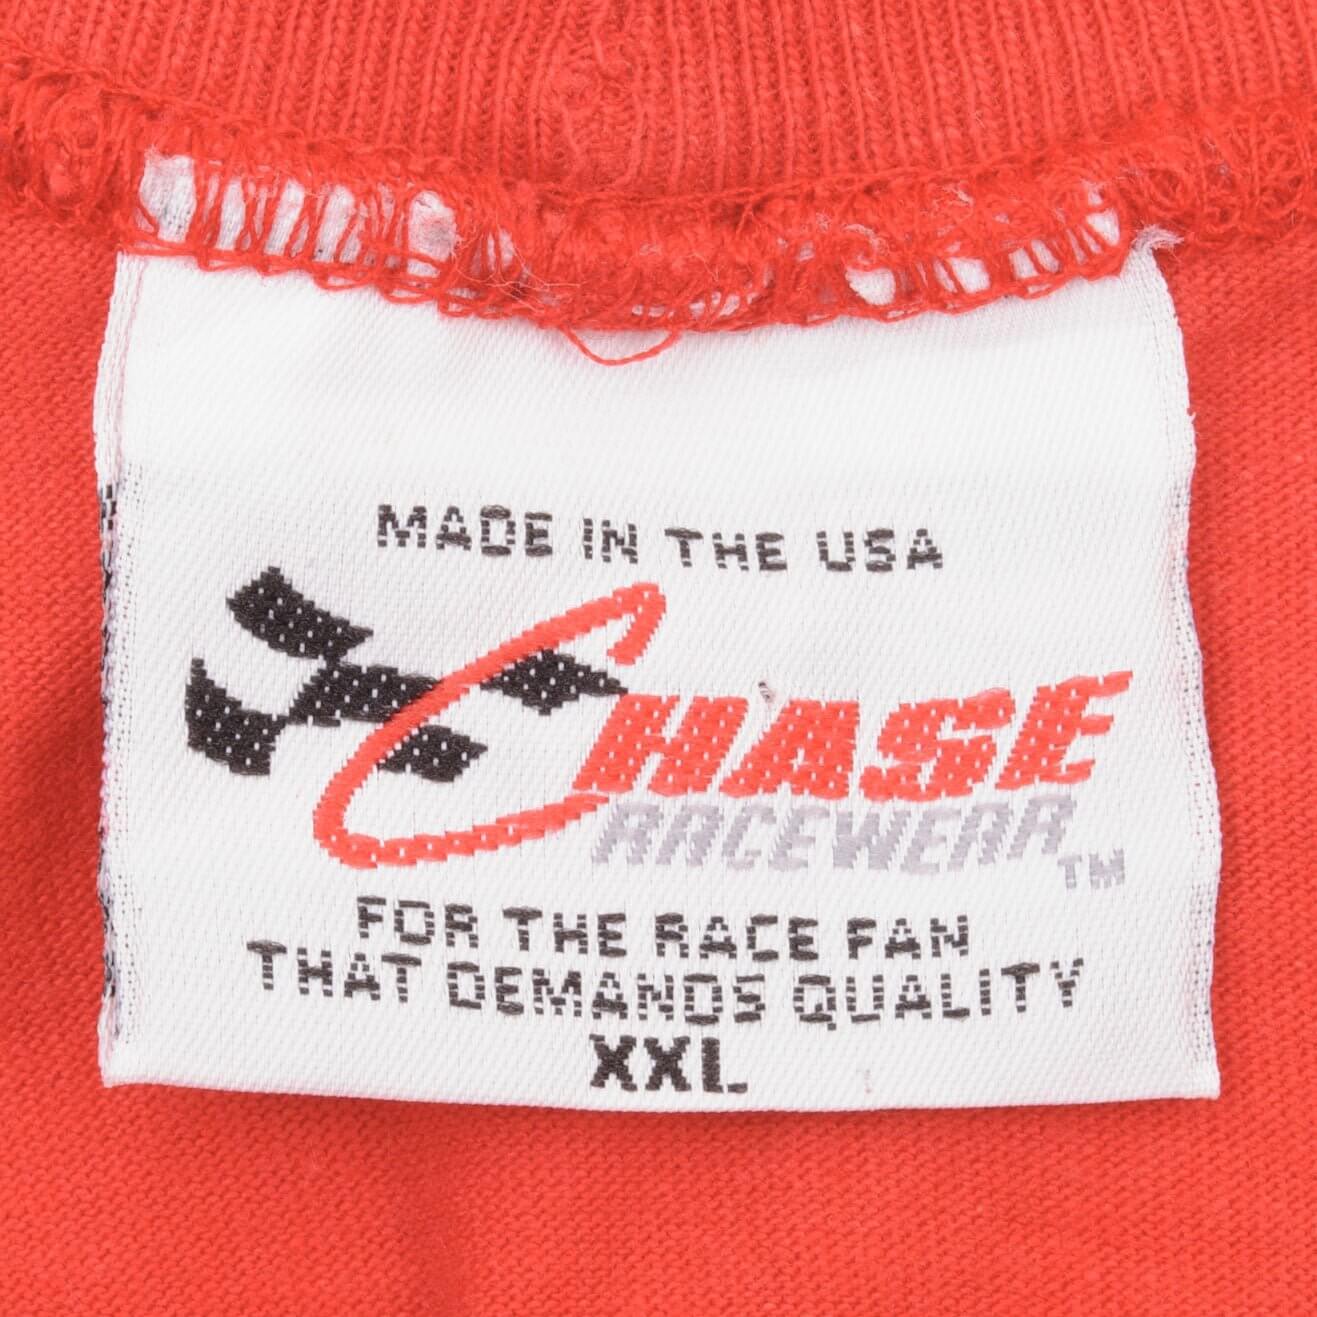 MADE IN THE USA
CHASE
RACEWEAR TM
FOR THE RACE FAN
THAT DEMANDS QUALITY
XXL